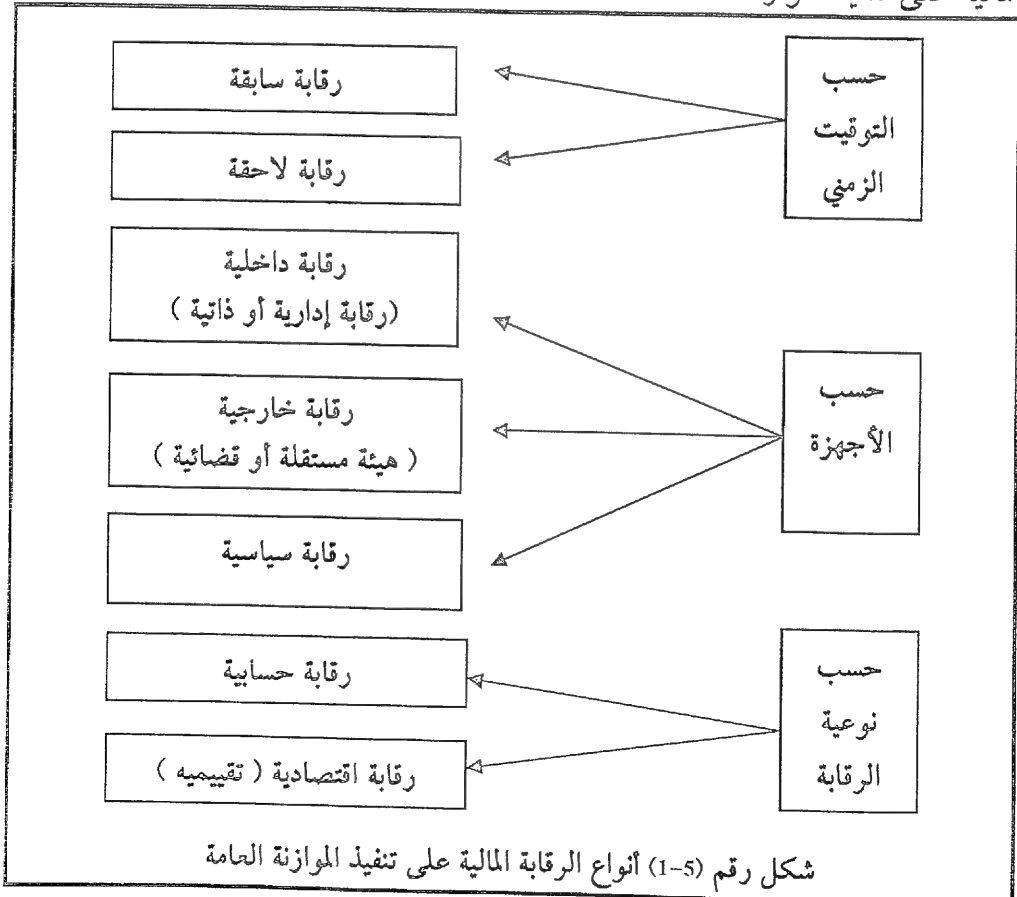 حسب
التوقيت
الزمني
رقابة سابقة
رقابة لاحقة
حسب
الأجهزة
رقابة داخلية
(رقابة إدارية أو ذاتية )
رقابة خارجية
( هيئة مستقلة أو قضائية )
رقابة سياسية
حسب
نوعية
الرقابة
رقابة حسابية
رقابة اقتصادية ( تقييميه )
شكل رقم (5-1) أنواع الرقابة المالية على تنفيذ الموازنة العامة